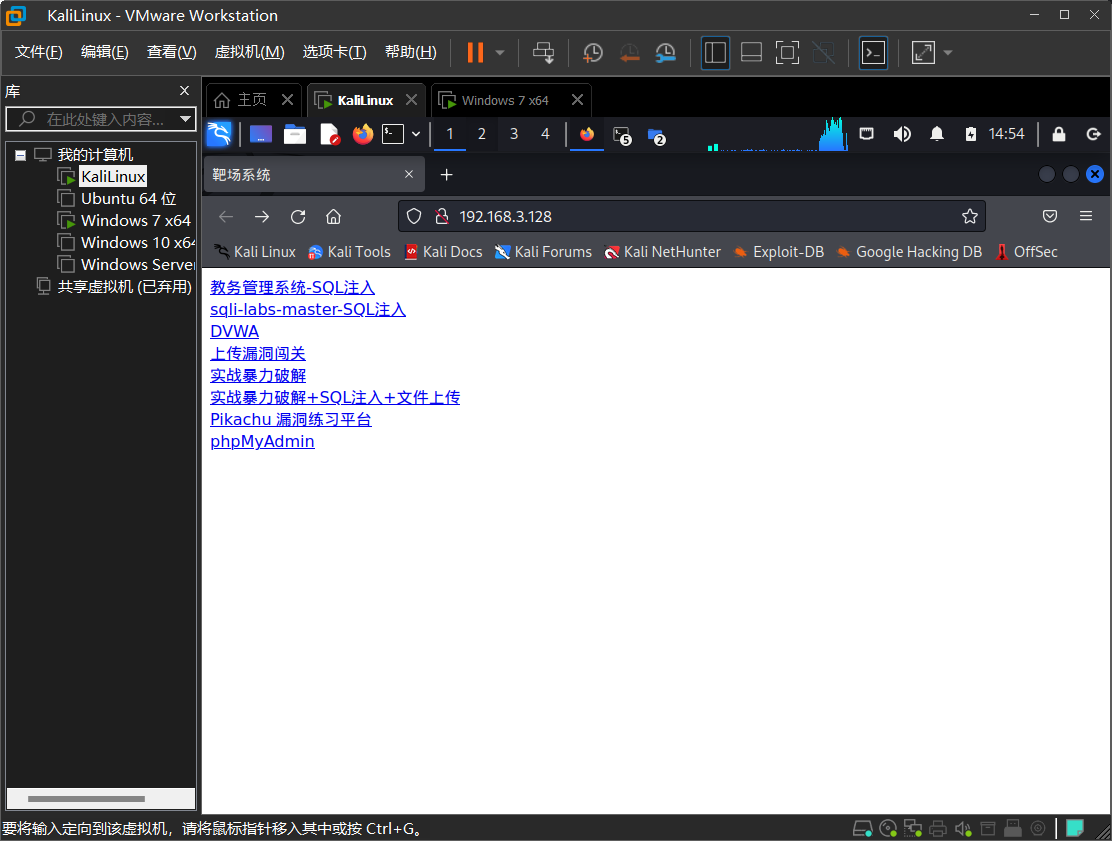 KaliLinux - VMware Workstation
文件(F) 编辑(E) 查看(V) 虚拟机(M) 选项卡(T) 帮助(H)
库
在此处键入内容...
我的计算机
KaliLinux
Ubuntu 64 位
Windows 7 x64
Windows 10 x64
Windows Server
共享虚拟机 (已弃用)
主页 KaliLinux Windows 7 x64
1 2 3 4 5 2 14:54
靶场系统
192.168.3.128
Kali Linux Kali Tools Kali Docs Kali Forums Kali NetHunter Exploit-DB Google Hacking DB OffSec
教务管理系统-SQL注入
sqli-labs-master-SQL注入
DVWA
上传漏洞闯关
实战暴力破解
实战暴力破解+SQL注入+文件上传
Pikachu 漏洞练习平台
phpMyAdmin
要将输入定向到该虚拟机，请将鼠标指针移入其中或按 Ctrl+G。